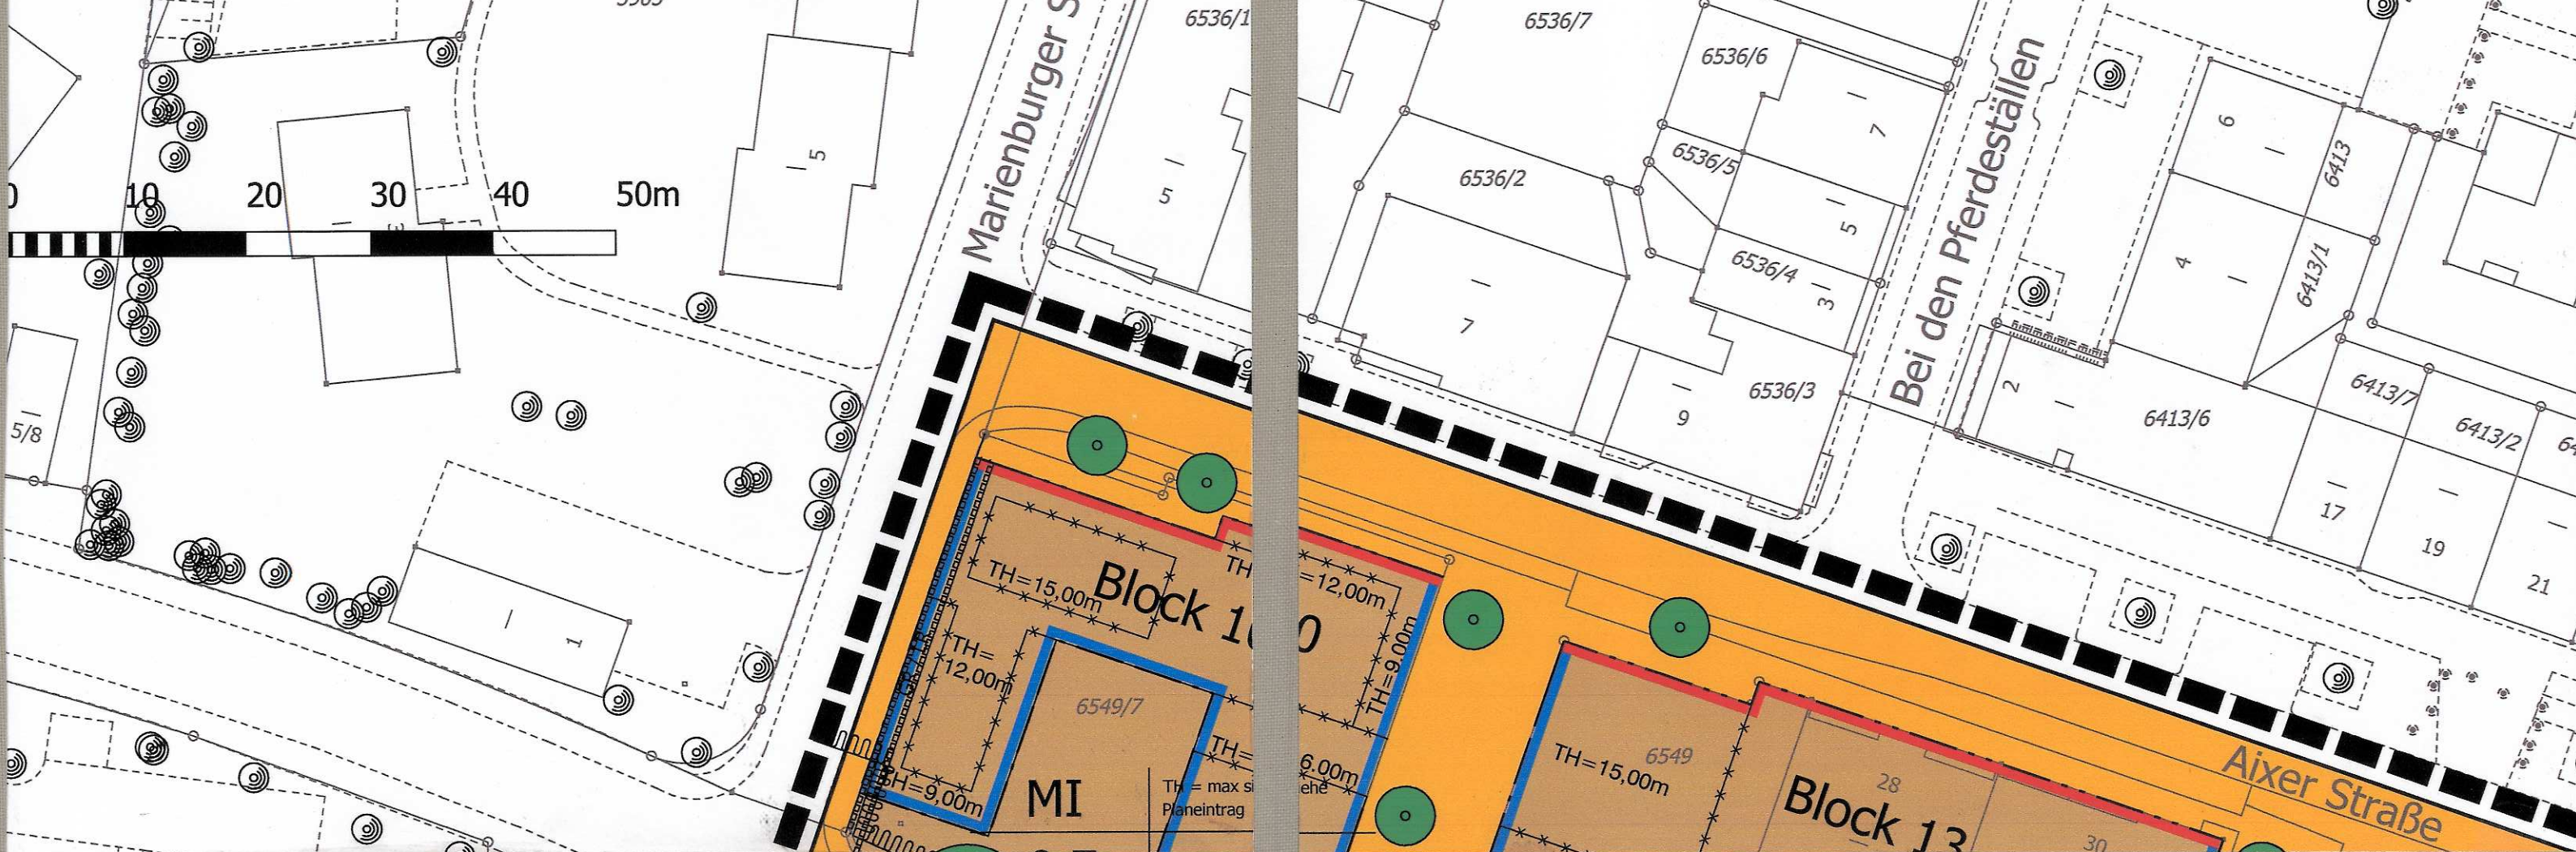 Marienburger S
6536/1
6536/7
6536/6
7
6536/5
5
6536/2
6536/4
3
7
9
6536/3
5
5
Bei den Pferdeställen
6
6413
4
6413/1
2
6413/6
6413/7
6413/2
17
19
21
10 20 30 40 50m
3
5/8
1
Block 1
0
TH=15,00m
TH=
12,00m
TH
=12,00m
TH=9,00m
6549/7
H=9,00m
MI
TH=
6.00m
TH = max si
ehe
Planeintrag
TH=15,00m
6549
28
Block 13
30
Aixer Straße